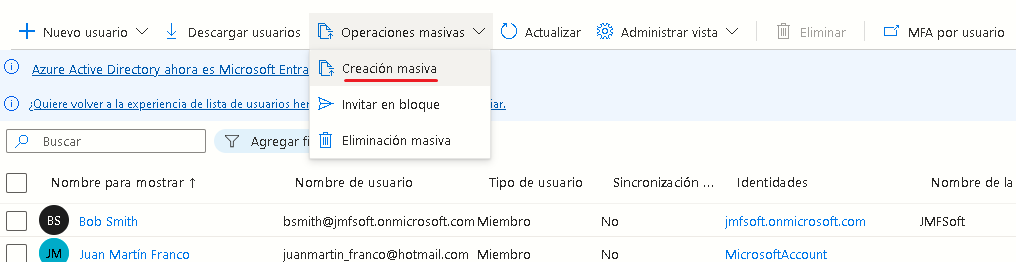 Nuevo usuario Descargar usuarios Operaciones masivas Actualizar Administrar vista Eliminar MFA por usuario
Creación masiva
Azure Active Directory ahora es Microsoft Entra
Invitar en bloque
¿Quiere volver a la experiencia de lista de usuarios her iar.
Eliminación masiva
Buscar Agregar fi
Nombre para mostrar ↑ Nombre de usuario Tipo de usuario Sincronización ... Identidades Nombre de la
BS Bob Smith bsmith@jmfsoft.onmicrosoft.com Miembro No jmfsoft.onmicrosoft.com JMFSoft
JM Juan Martín Franco juanmartin_franco@hotmail.com Miembro No MicrosoftAccount